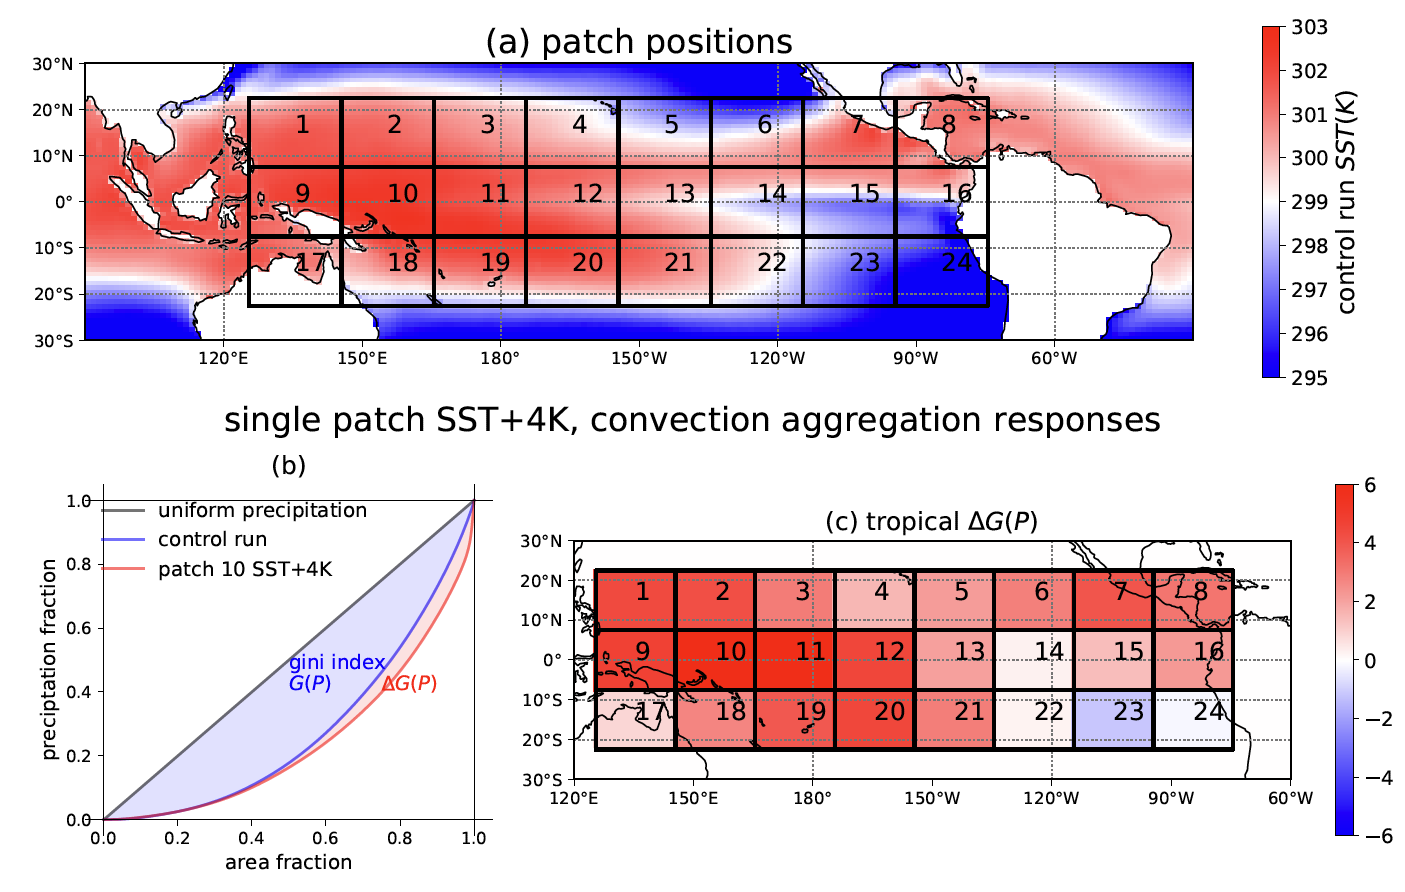 (a) patch positions
30°N
20°N
10°N
0°
10°S
20°S
30°S
1 2 3 4 5 6 7 8
9 10 11 12 13 14 15 16
17 18 19 20 21 22 23 24
120°E 150°E 180° 150°W 120°W 90°W 60°W
303
302
301
300
299
298
297
296
295
control run SST(K)
single patch SST+4K, convection aggregation responses
(b)
uniform precipitation
control run
patch 10 SST+4K
gini index
G(P)
ΔG(P)
1.0
0.8
0.6
0.4
0.2
0.0
precipitation fraction
0.0 0.2 0.4 0.6 0.8 1.0
area fraction
(c) tropical ΔG(P)
30°N
20°N
10°N
0°
10°S
20°S
30°S
1 2 3 4 5 6 7 8
9 10 11 12 13 14 15 16
17 18 19 20 21 22 23 24
120°E 150°E 180° 150°W 120°W 90°W 60°W
6
4
2
0
−2
−4
−6